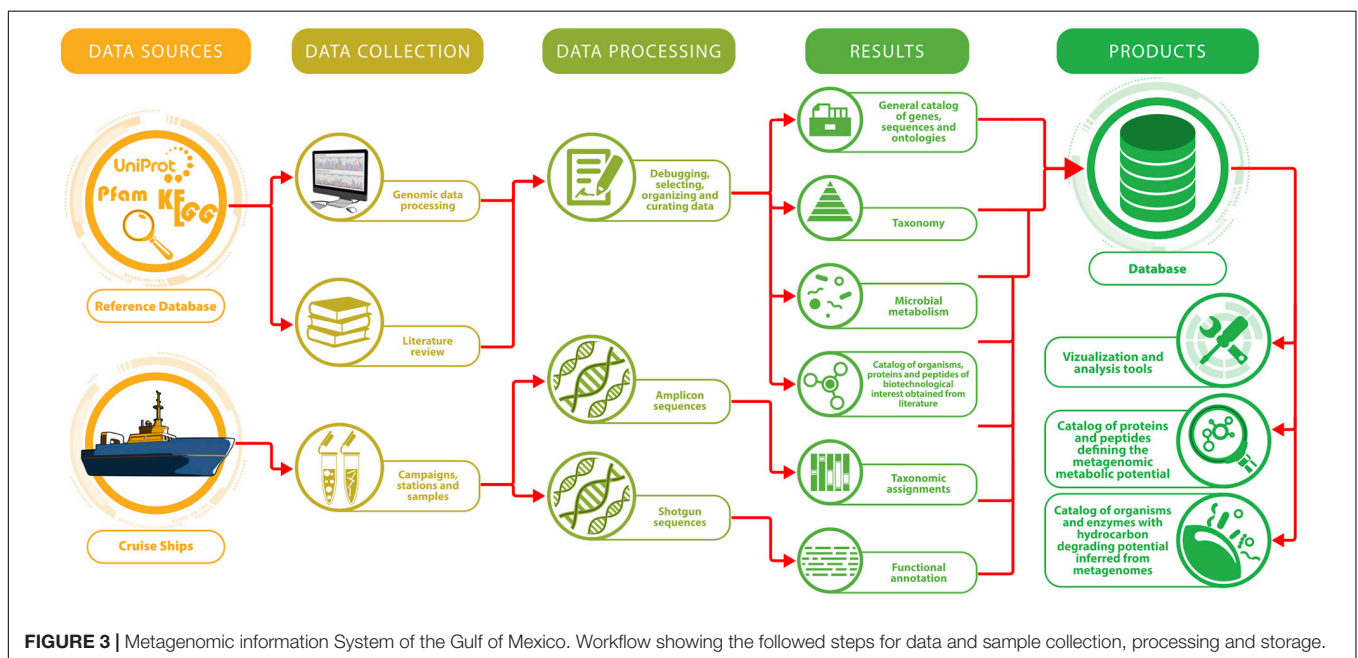 DATA SOURCES
DATA COLLECTION
DATA PROCESSING
RESULTS
PRODUCTS
UniProt
Pfam
KEGG
Reference Database
Cruise Ships
Genomic data
processing
Literature
review
Campaigns,
stations and
samples
Debugging,
selecting,
organizing and
curating data
Amplicon
sequences
Shotgun
sequences
General catalog
of genes,
sequences and
ontologies
Taxonomy
Microbial
metabolism
Catalog of organisms,
proteins and peptides of
biotechnological
interest obtained from
literature
Taxonomic
assignments
Functional
annotation
Database
Vizualization and
analysis tools
Catalog of proteins
and peptides
defining the
metagenomic
metabolic potential
Catalog of organisms
and enzymes with
hydrocarbon
degrading potential
inferred from
metagenomes
FIGURE 3 | Metagenomic information System of the Gulf of Mexico. Workflow showing the followed steps for data and sample collection, processing and storage.